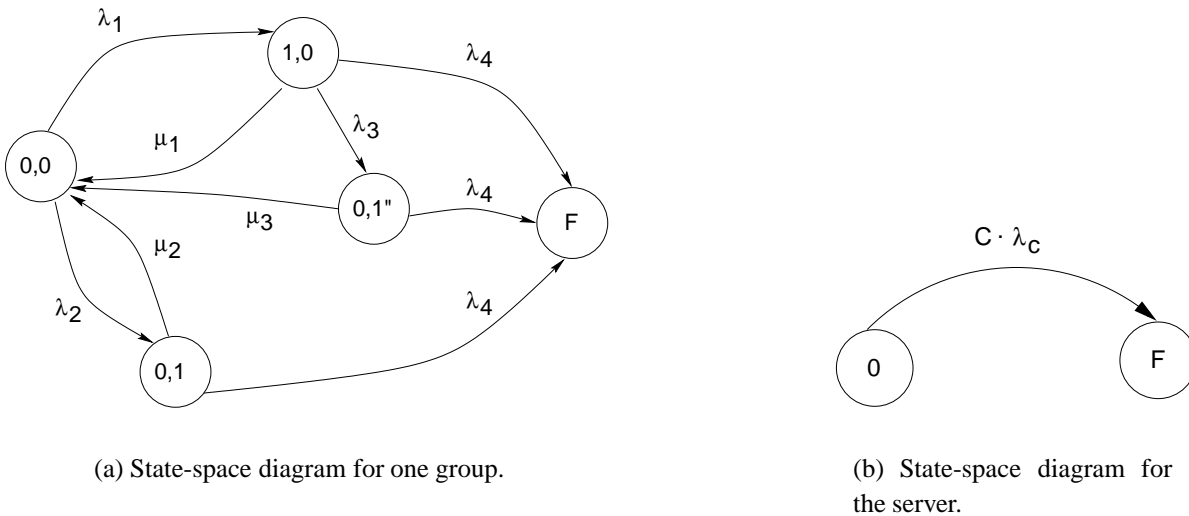 λ1
1,0
λ4
μ1
λ3
0,0
λ4
0,1"
μ3
F
μ2
λ2
λ4
0,1
C · λc
0
F
(a) State-space diagram for one group.
(b) State-space diagram for
the server.